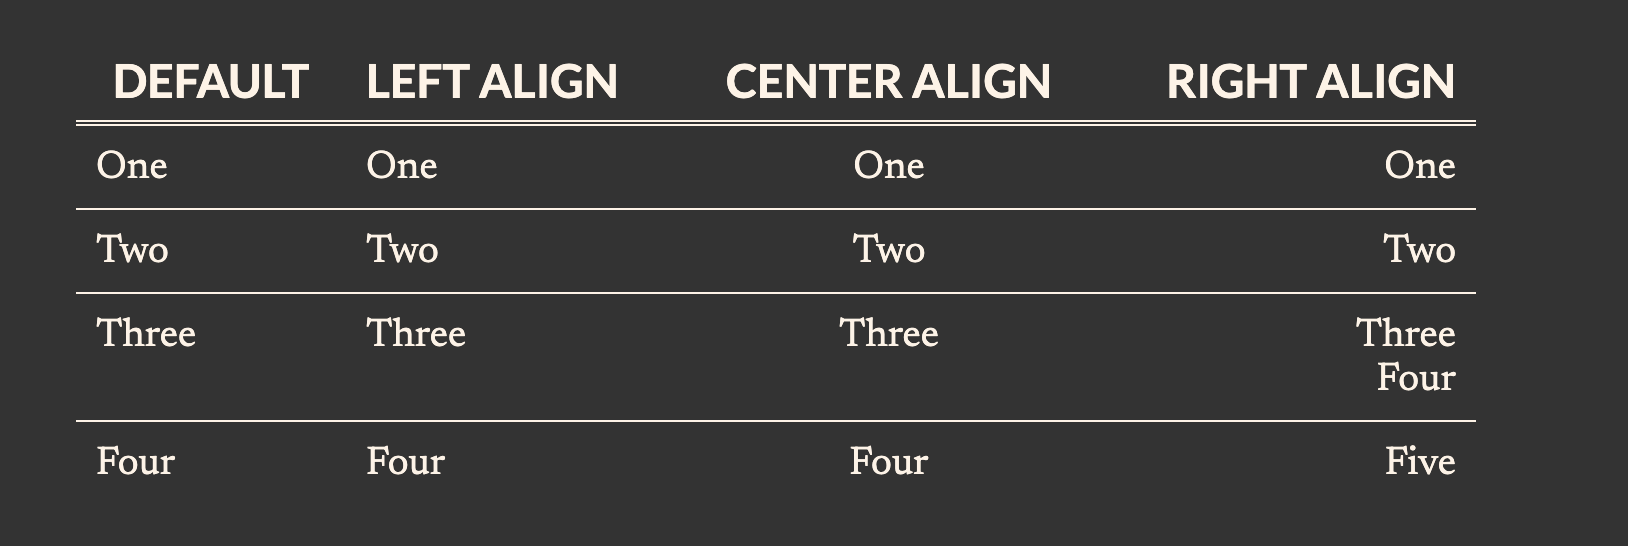 DEFAULT LEFT ALIGN CENTER ALIGN RIGHT ALIGN
One One One One
Two Two Two Two
Three Three Three Three
Four
Four Four Four Five